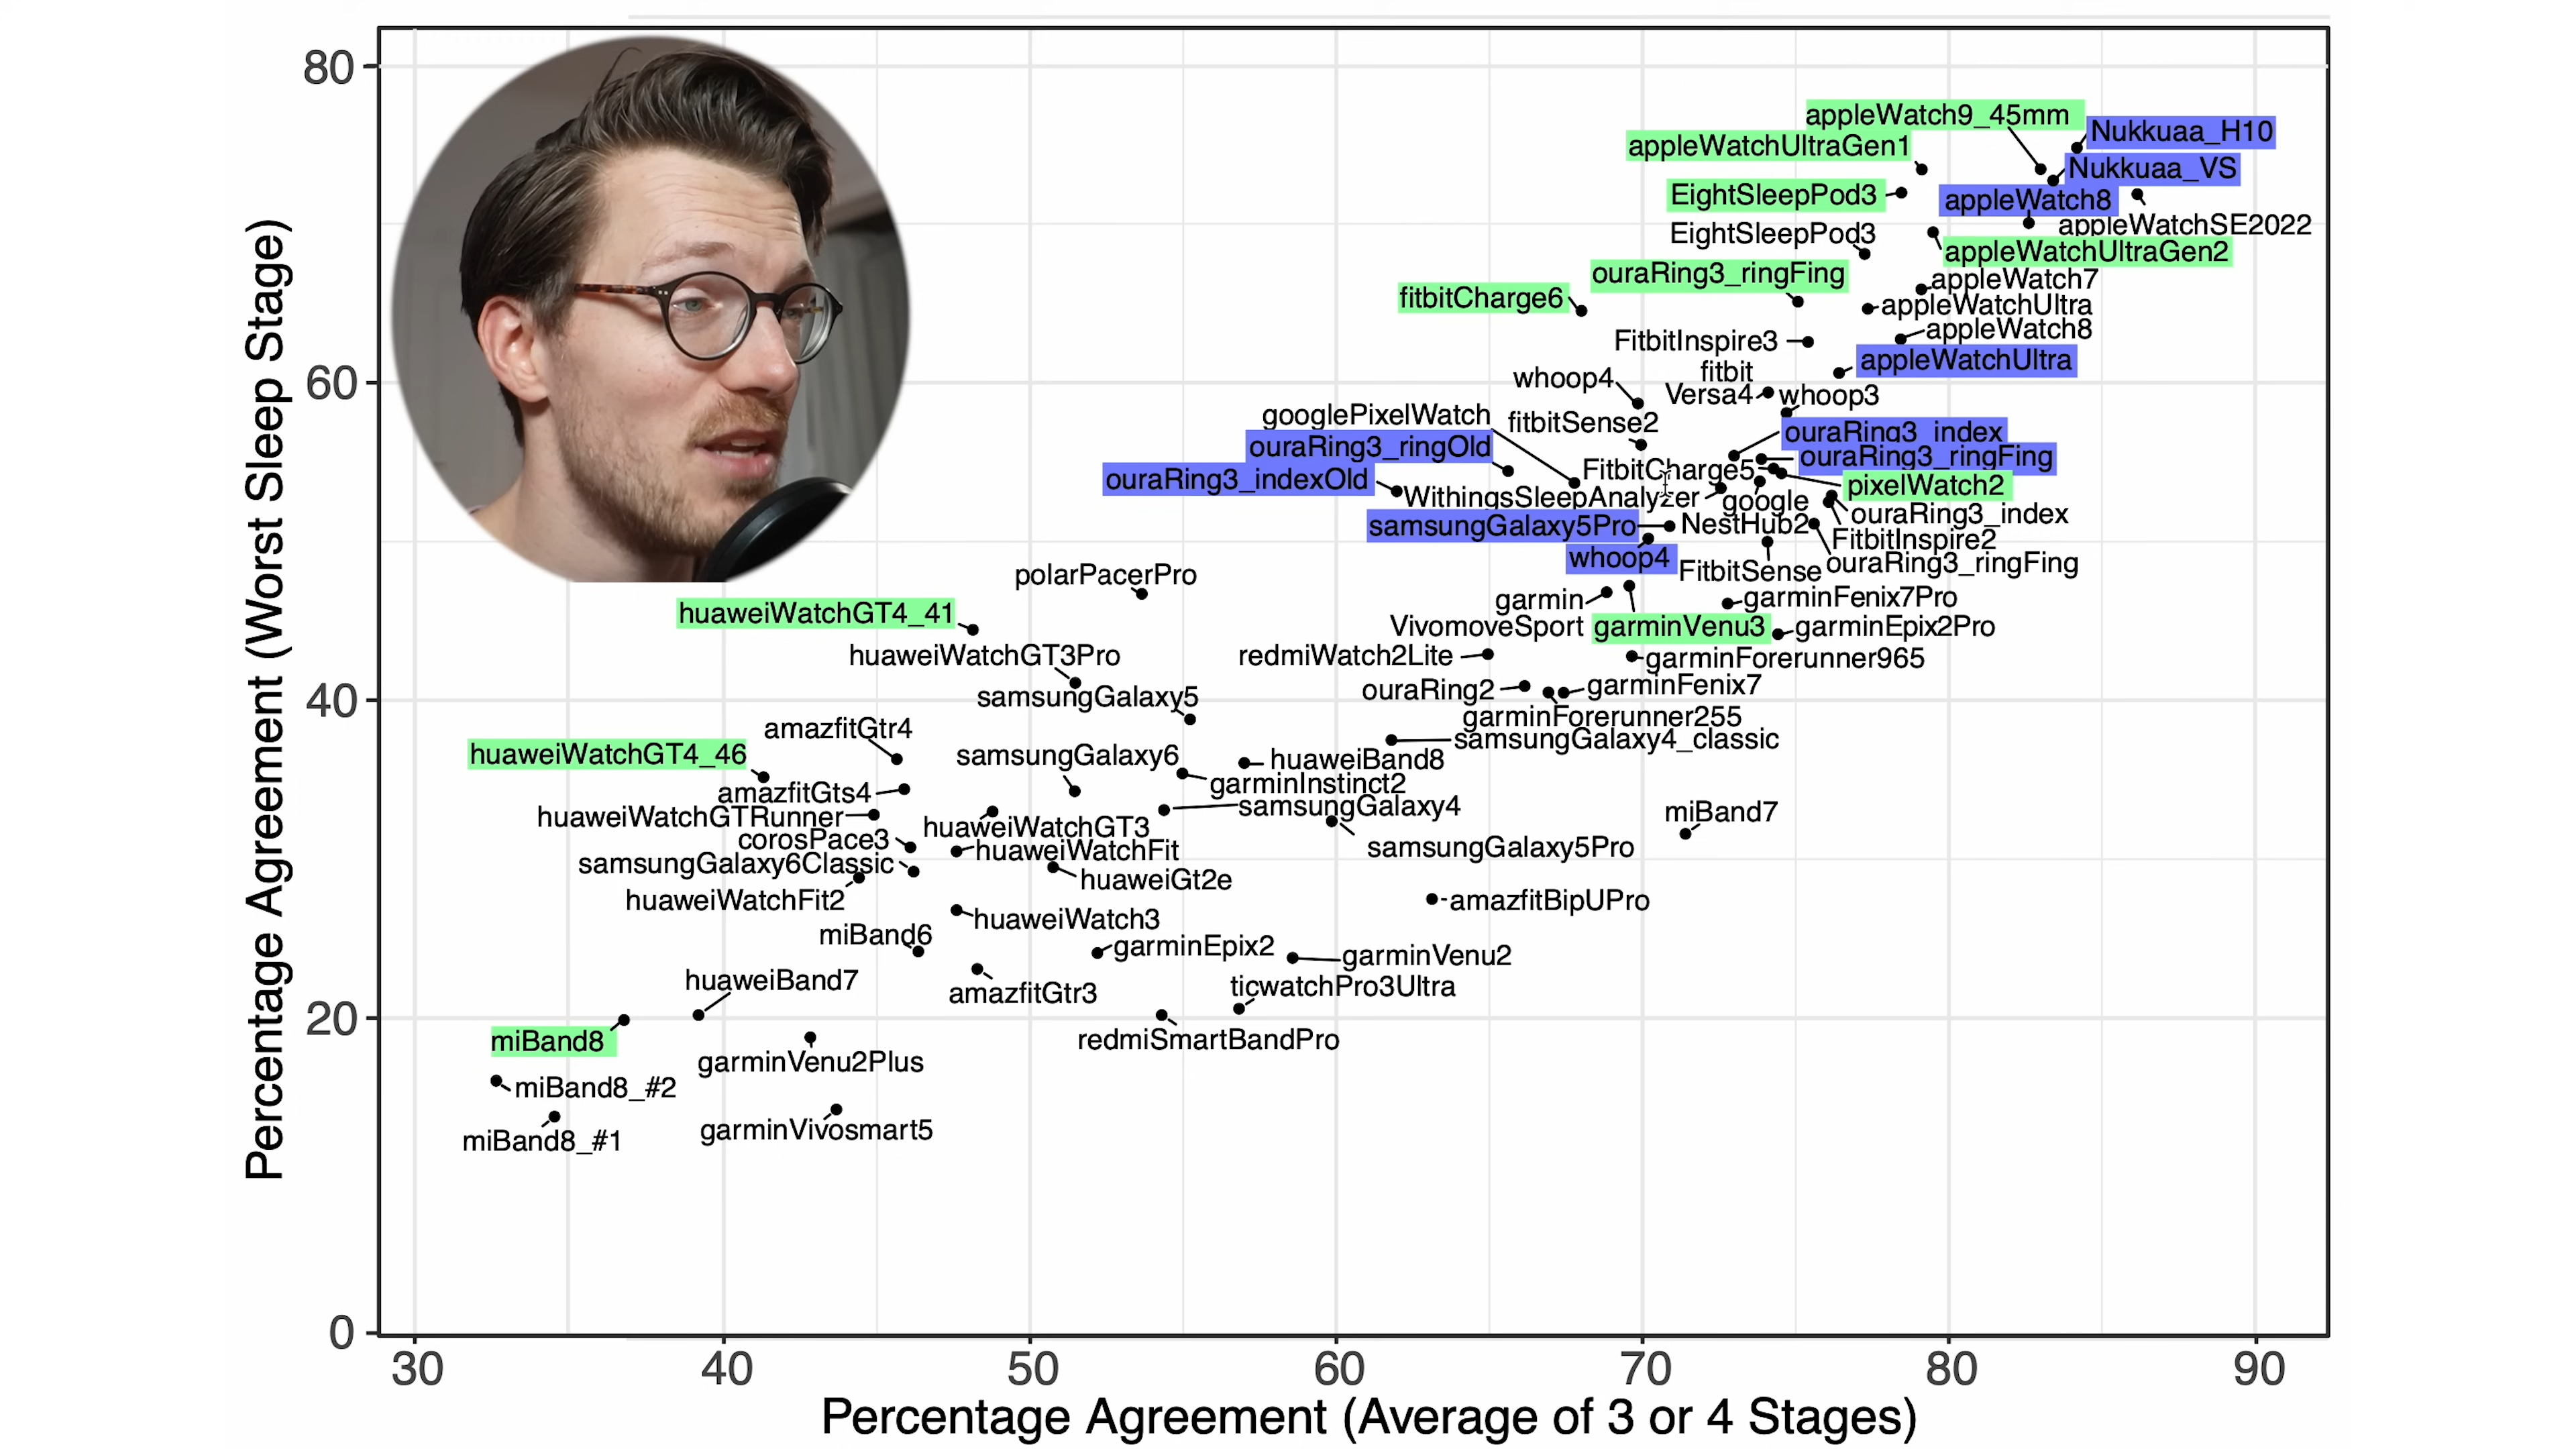 Percentage Agreement (Worst Sleep Stage)
80
60
40
20
0
appleWatch9_45mm
Nukkuaa_H10
appleWatchUltraGen1
Nukkuaa_VS
EightSleepPod3
appleWatch8
appleWatchSE2022
EightSleepPod3
appleWatchUltraGen2
ouraRing3_ringFing
appleWatch7
fitbitCharge6
appleWatchUltra
appleWatch8
FitbitInspire3
appleWatchUltra
fitbit
Versa4
whoop4
whoop3
googlePixelWatch
fitbitSense2
ouraRing3_index
ouraRing3_ringOld
ouraRing3_ringFing
FitbitCharge5
ouraRing3_indexOld
pixelWatch2
WithingsSleepAnalyzer
google
NestHub2
ouraRing3_index
samsungGalaxy5Pro
FitbitInspire2
whoop4
ouraRing3_ringFing
FitbitSense
polarPacerPro
garmin
VivomoveSport
garminFenix7Pro
huaweiWatchGT4_41
garminVenu3
garminEpix2Pro
huaweiWatchGT3Pro
redmiWatch2Lite
garminForerunner965
samsungGalaxy5
ouraRing2
garminFenix7
garminForerunner255
amazfitGtr4
samsungGalaxy4_classic
huaweiWatchGT4_46
samsungGalaxy6
huaweiBand8
garminInstinct2
amazfitGts4
samsungGalaxy4
miBand7
huaweiWatchGTRunner
huaweiWatchGT3
corosPace3
samsungGalaxy5Pro
huaweiWatchFit
samsungGalaxy6Classic
huaweiGt2e
huaweiWatchFit2
amazfitBipUPro
huaweiWatch3
miBand6
garminEpix2
garminVenu2
huaweiBand7
amazfitGtr3
ticwatchPro3Ultra
miBand8
redmiSmartBandPro
garminVenu2Plus
miBand8_#2
garminVivosmart5
miBand8_#1
30 40 50 60 70 80 90
Percentage Agreement (Average of 3 or 4 Stages)